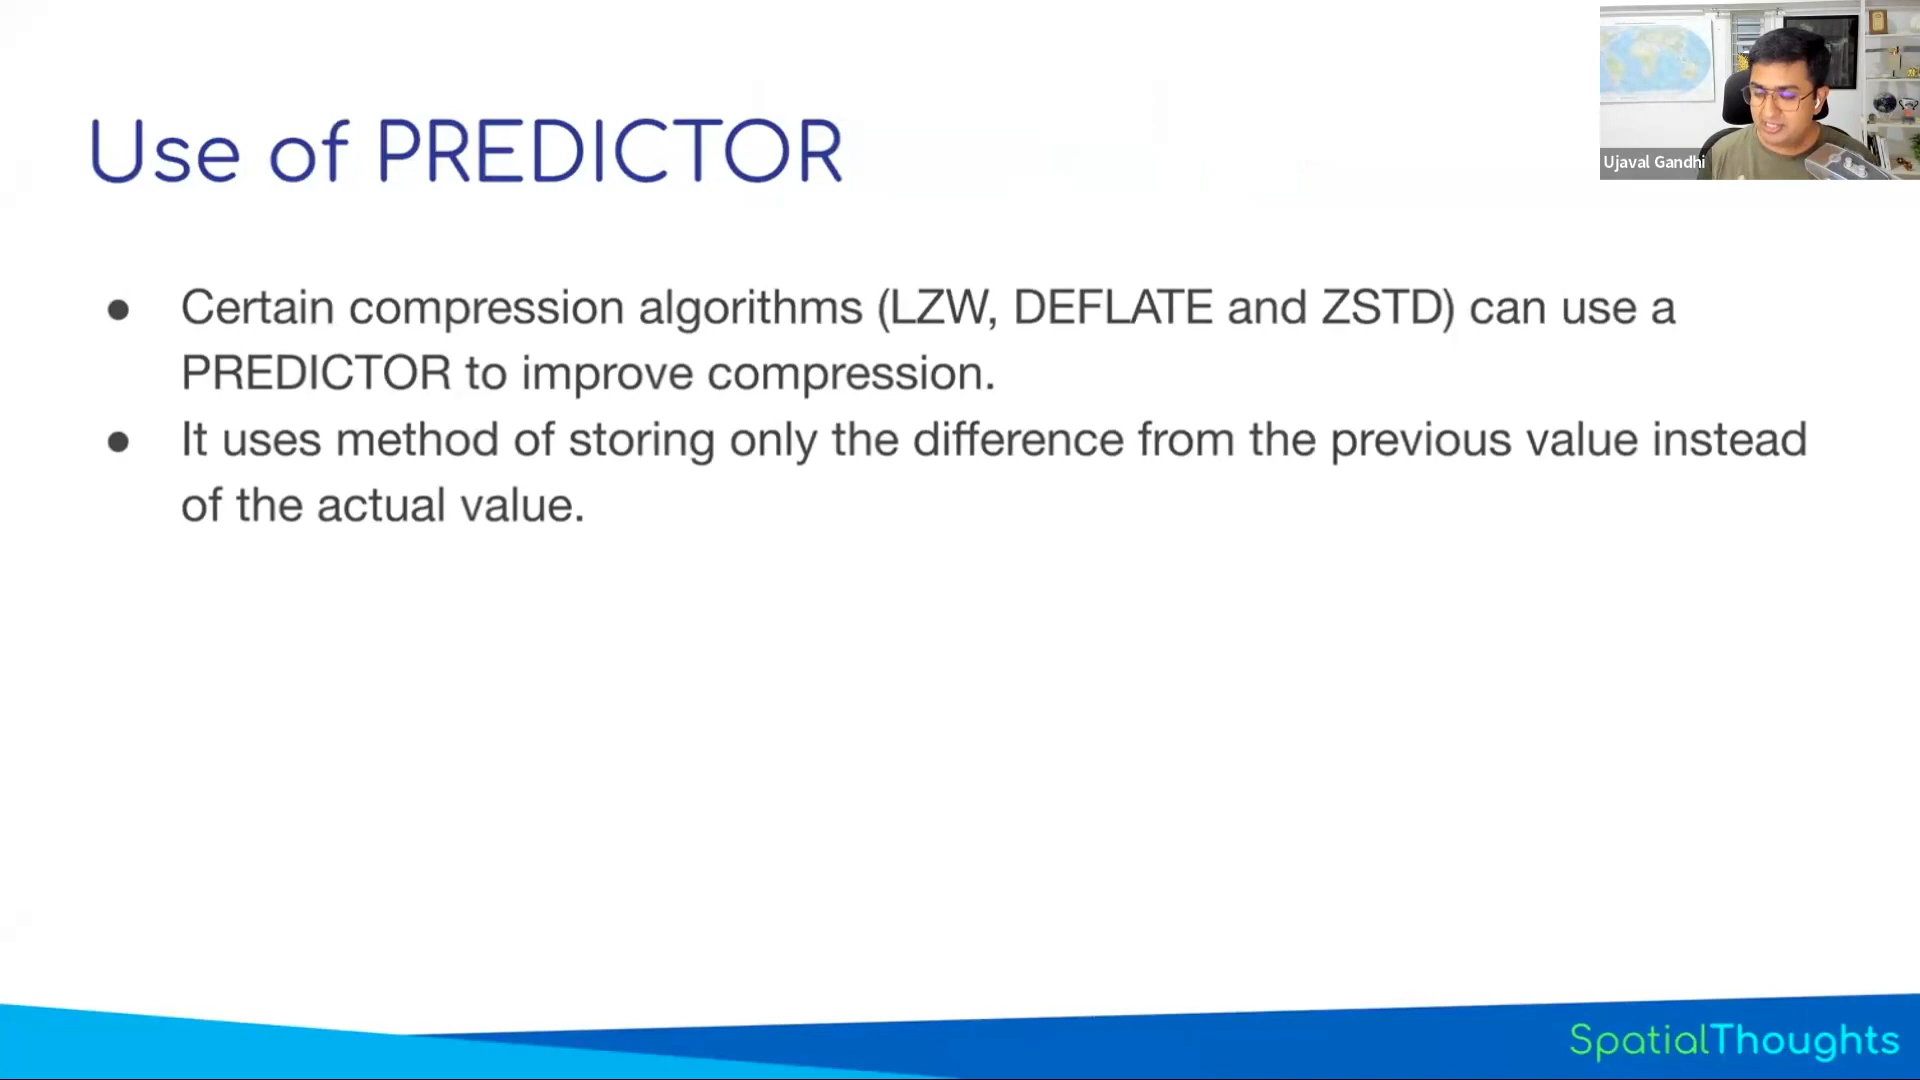 Use of PREDICTOR
Ujaval Gandhi
● Certain compression algorithms (LZW, DEFLATE and ZSTD) can use a
PREDICTOR to improve compression.
● It uses method of storing only the difference from the previous value instead
of the actual value.
SpatialThoughts